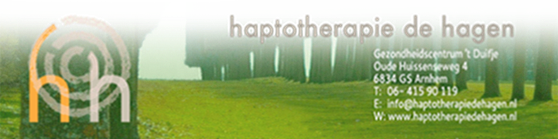 haptotherapie de hagen
Gezondheidscentrum 't Duifje
Oude Huissenseweg 4
6834 GS Arnhem
T: 06- 415 90 119
E: info@haptotherapiedehagen.nl
W: www.haptotherapiedehagen.nl
hh